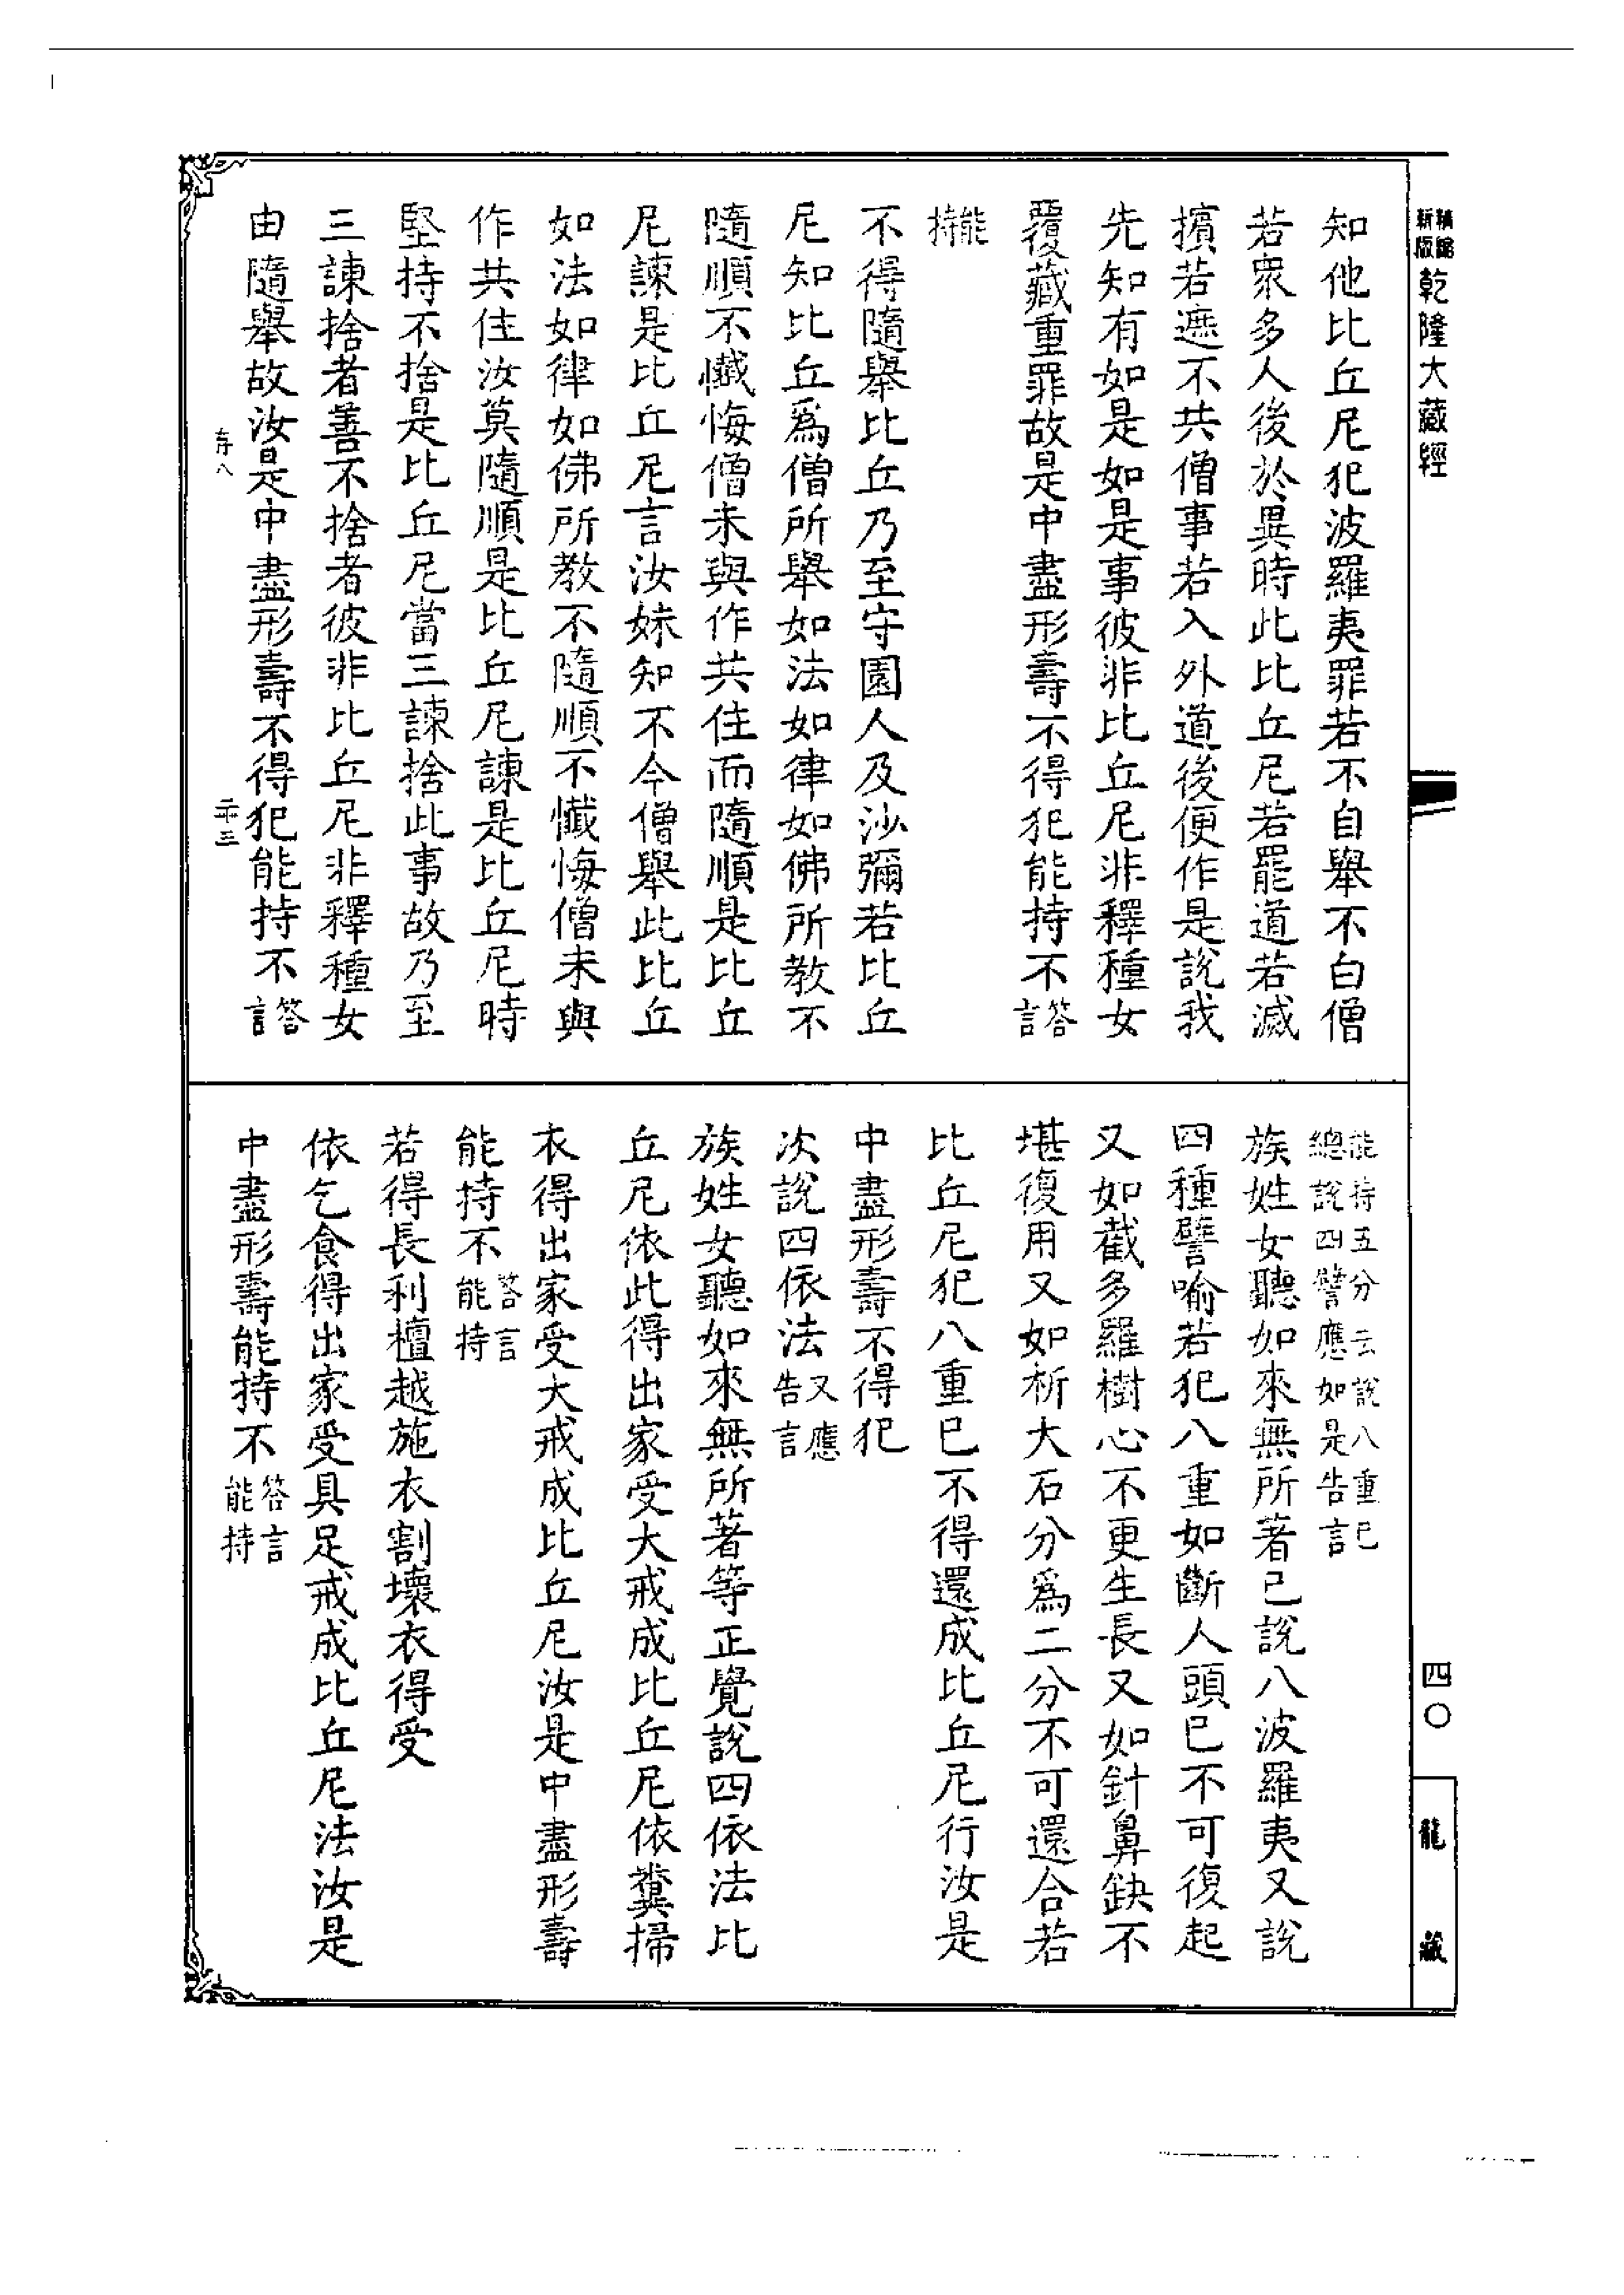 精縮新版乾隆大藏經
知他比丘尼犯波羅夷罪若不自舉不白僧
若眾多人後於異時此比丘尼若罷道若滅
擯若遮不共僧事若入外道後便作是說我
先知有如是如是事彼非比丘尼非釋種女
覆藏重罪故是中盡形壽不得犯能持不答言
能持
不得隨舉比丘乃至守園人及沙彌若比丘
尼知比丘爲僧所舉如法如律如佛所教不
隨順不懺悔僧未與作共住而隨順是比丘
尼諫是比丘尼言汝妹知不今僧舉此比丘
如法如律如佛所教不隨順不懺悔僧未與
作共住汝莫隨順是比丘尼諫是比丘尼時
堅持不捨是比丘尼當三諫捨此事故乃至
三諫捨者善不捨者彼非比丘尼非釋種女
由隨舉故汝是中盡形壽不得犯能持不答言
存八
二十三
能持五分云說八重已
總說四譬應如是告言
族姓女聽如來無所著已說八波羅夷又說
四種譬喻若犯八重如斷人頭已不可復起
又如截多羅樹心不更生長又如針鼻缺不
堪復用又如析大石分爲二分不可還合若
比丘尼犯八重已不得還成比丘尼行汝是
中盡形壽不得犯
次說四依法又應告言
族姓女聽如來無所著等正覺說四依法比
丘尼依此得出家受大戒成比丘尼依糞掃
衣得出家受大戒成比丘尼汝是中盡形壽
能持不答言能持
若得長利檀越施衣割壞衣得受
依乞食得出家受具足戒成比丘尼法汝是
中盡形壽能持不答言能持
四〇
龍藏